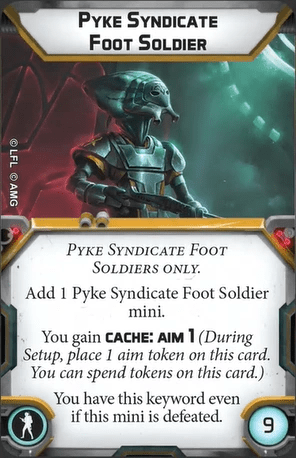 Pyke Syndicate
Foot Soldier
© LFL © AMG
Pyke Syndicate Foot
Soldiers only.
Add 1 Pyke Syndicate Foot Soldier
mini.
You gain CACHE: AIM 1 (During
Setup, place 1 aim token on this card.
You can spend tokens on this card.)
You have this keyword even
if this mini is defeated.
9